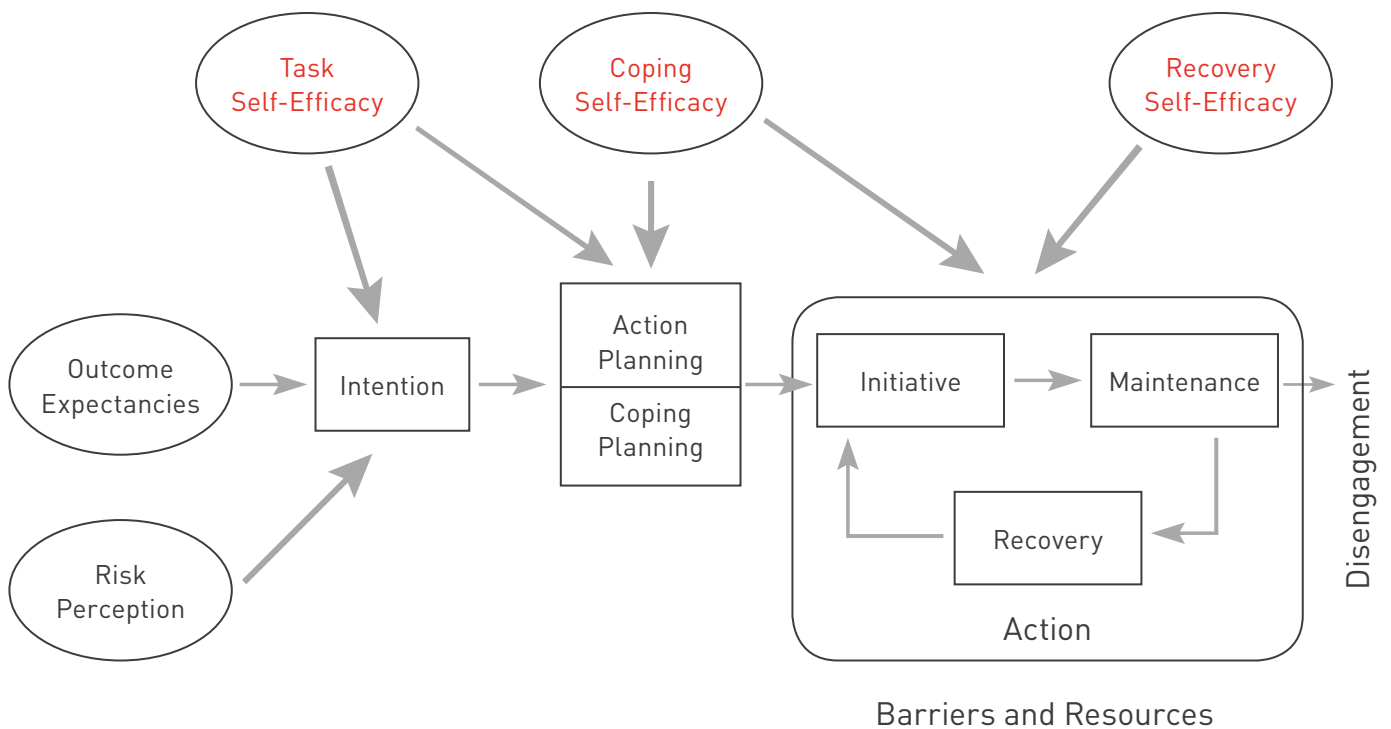 Task
Self-Efficacy
Coping
Self-Efficacy
Recovery
Self-Efficacy
Outcome
Expectancies
Intention
Action
Planning
Coping
Planning
Initiative
Maintenance
Disengagement
Recovery
Risk
Perception
Action
Barriers and Resources